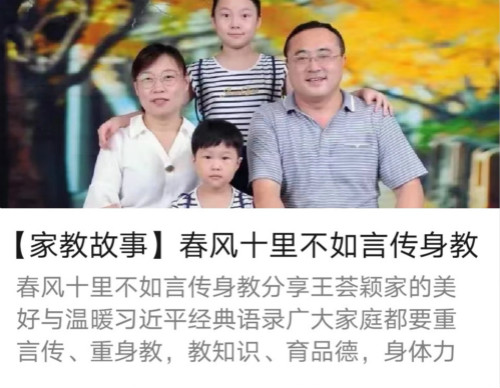 【家教故事】春风十里不如言传身教
春风十里不如言传身教分享王荟颖家的美
好与温暖习近平经典语录广大家庭都要重
言传、重身教，教知识、育品德，身体力